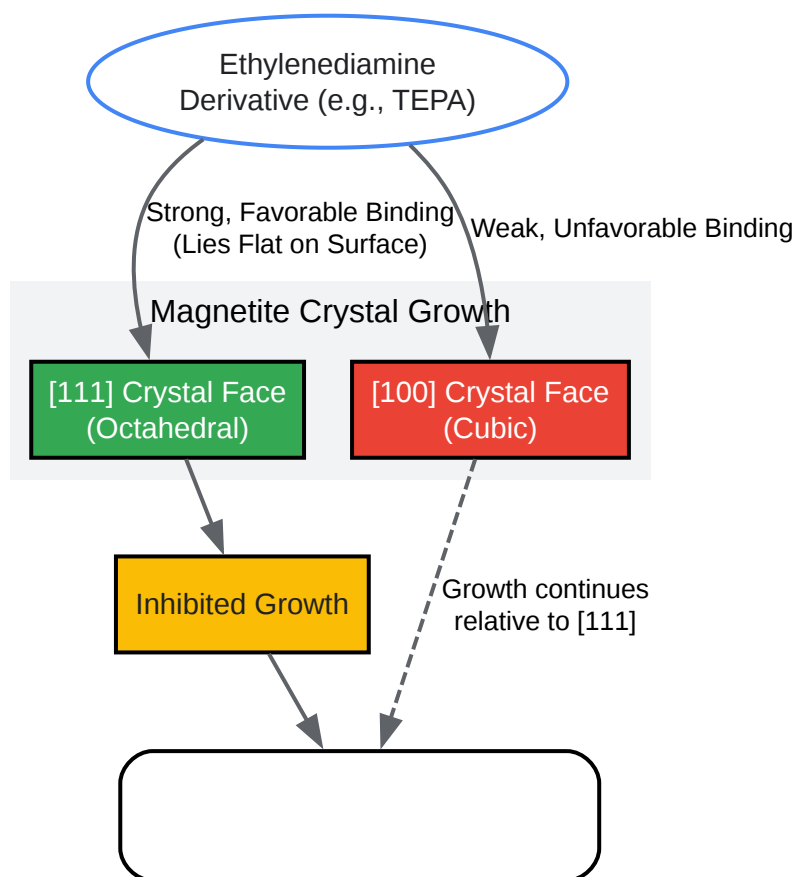 Ethylenediamine
Derivative (e.g., TEPA)
Strong, Favorable Binding
(Lies Flat on Surface)
Weak, Unfavorable Binding
Magnetite Crystal Growth
[111] Crystal Face
(Octahedral)
[100] Crystal Face
(Cubic)
Inhibited Growth
Growth continues
relative to [111]